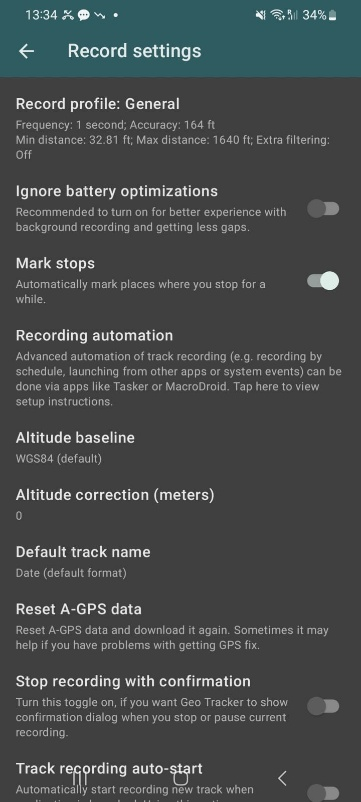 13:34
34%
Record settings
Record profile: General
Frequency: 1 second; Accuracy: 164 ft
Min distance: 32.81 ft; Max distance: 1640 ft; Extra filtering:
Off
Ignore battery optimizations
Recommended to turn on for better experience with
background recording and getting less gaps.
Mark stops
Automatically mark places where you stop for a
while.
Recording automation
Advanced automation of track recording (e.g. recording by
schedule, launching from other apps or system events) can be
done via apps like Tasker or MacroDroid. Tap here to view
setup instructions.
Altitude baseline
WGS84 (default)
Altitude correction (meters)
0
Default track name
Date (default format)
Reset A-GPS data
Reset A-GPS data and download it again. Sometimes it may
help if you have problems with getting GPS fix.
Stop recording with confirmation
Turn this toggle on, if you want Geo Tracker to show
confirmation dialog when you stop or pause current
recording.
Track recording auto-start
Automatically start recording new track when